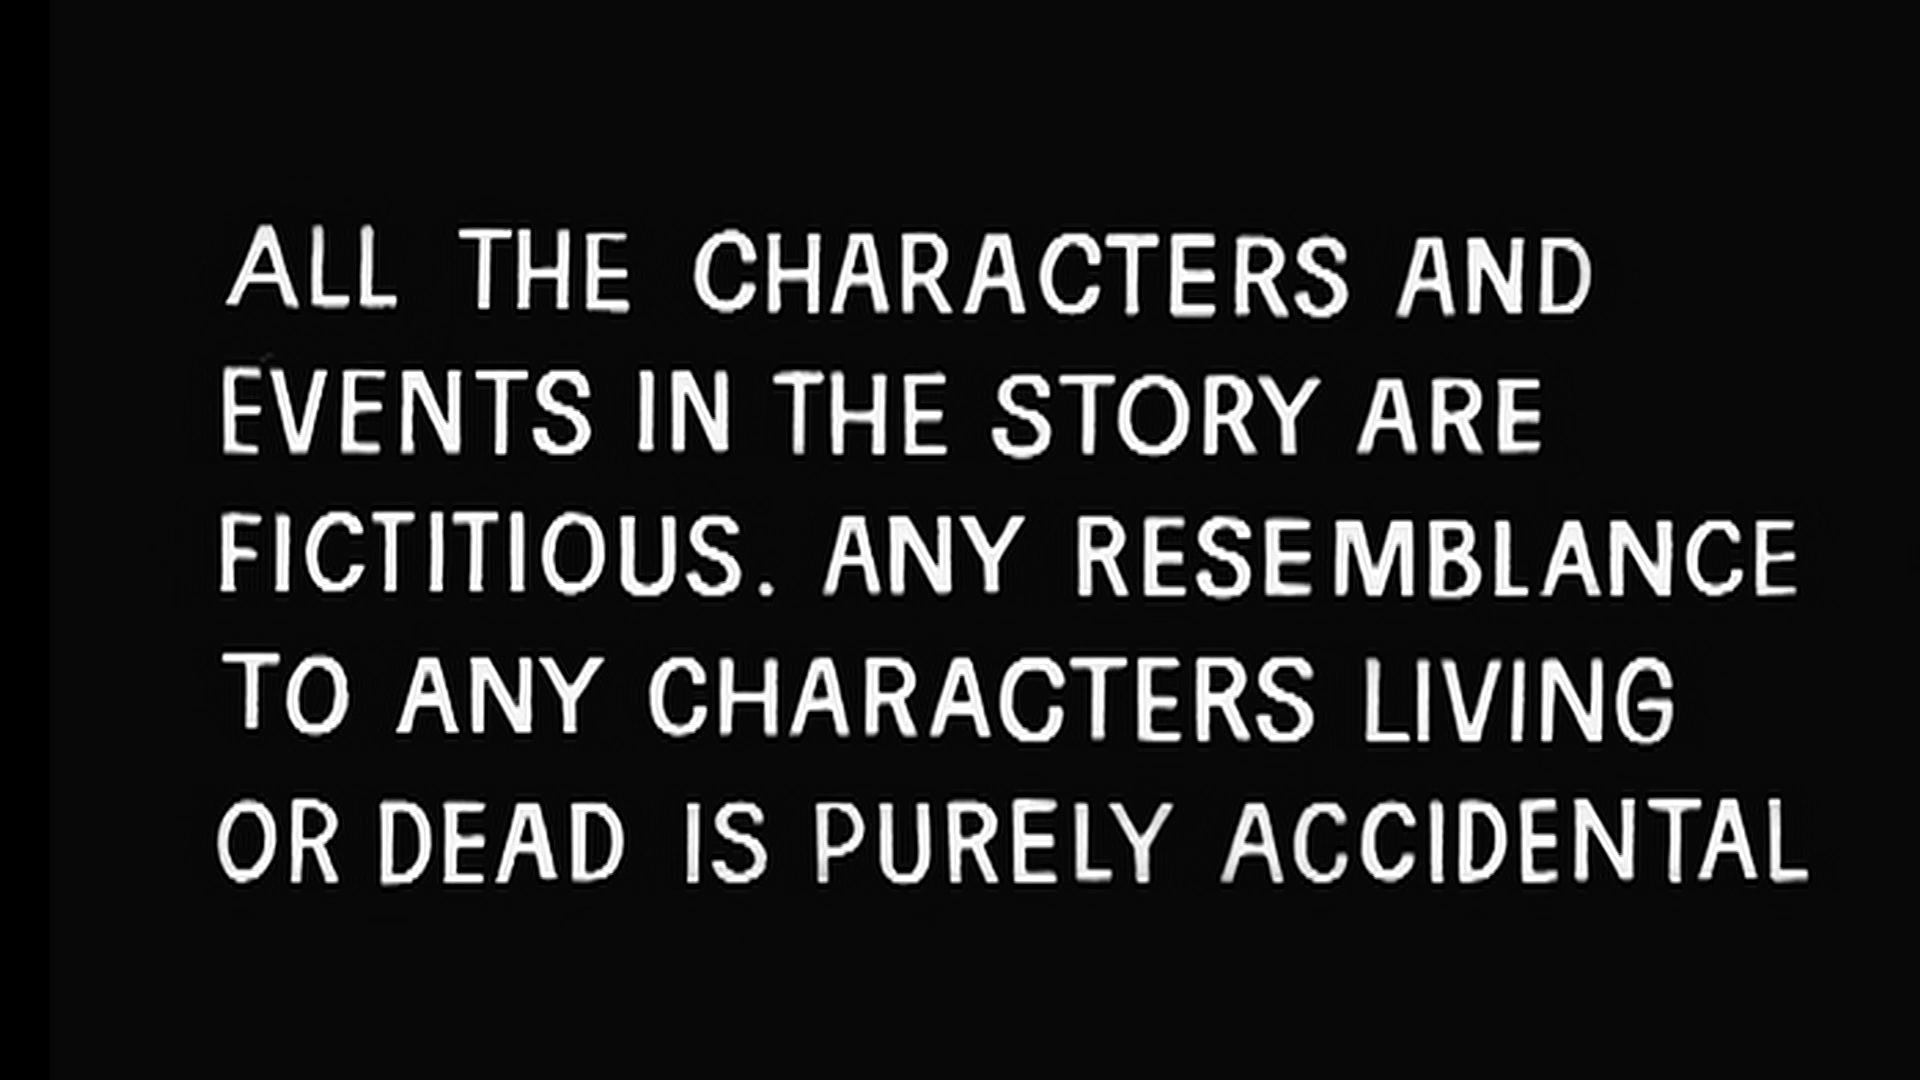 ALL THE CHARACTERS AND
EVENTS IN THE STORY ARE
FICTITIOUS. ANY RESEMBLANCE
TO ANY CHARACTERS LIVING
OR DEAD IS PURELY ACCIDENTAL